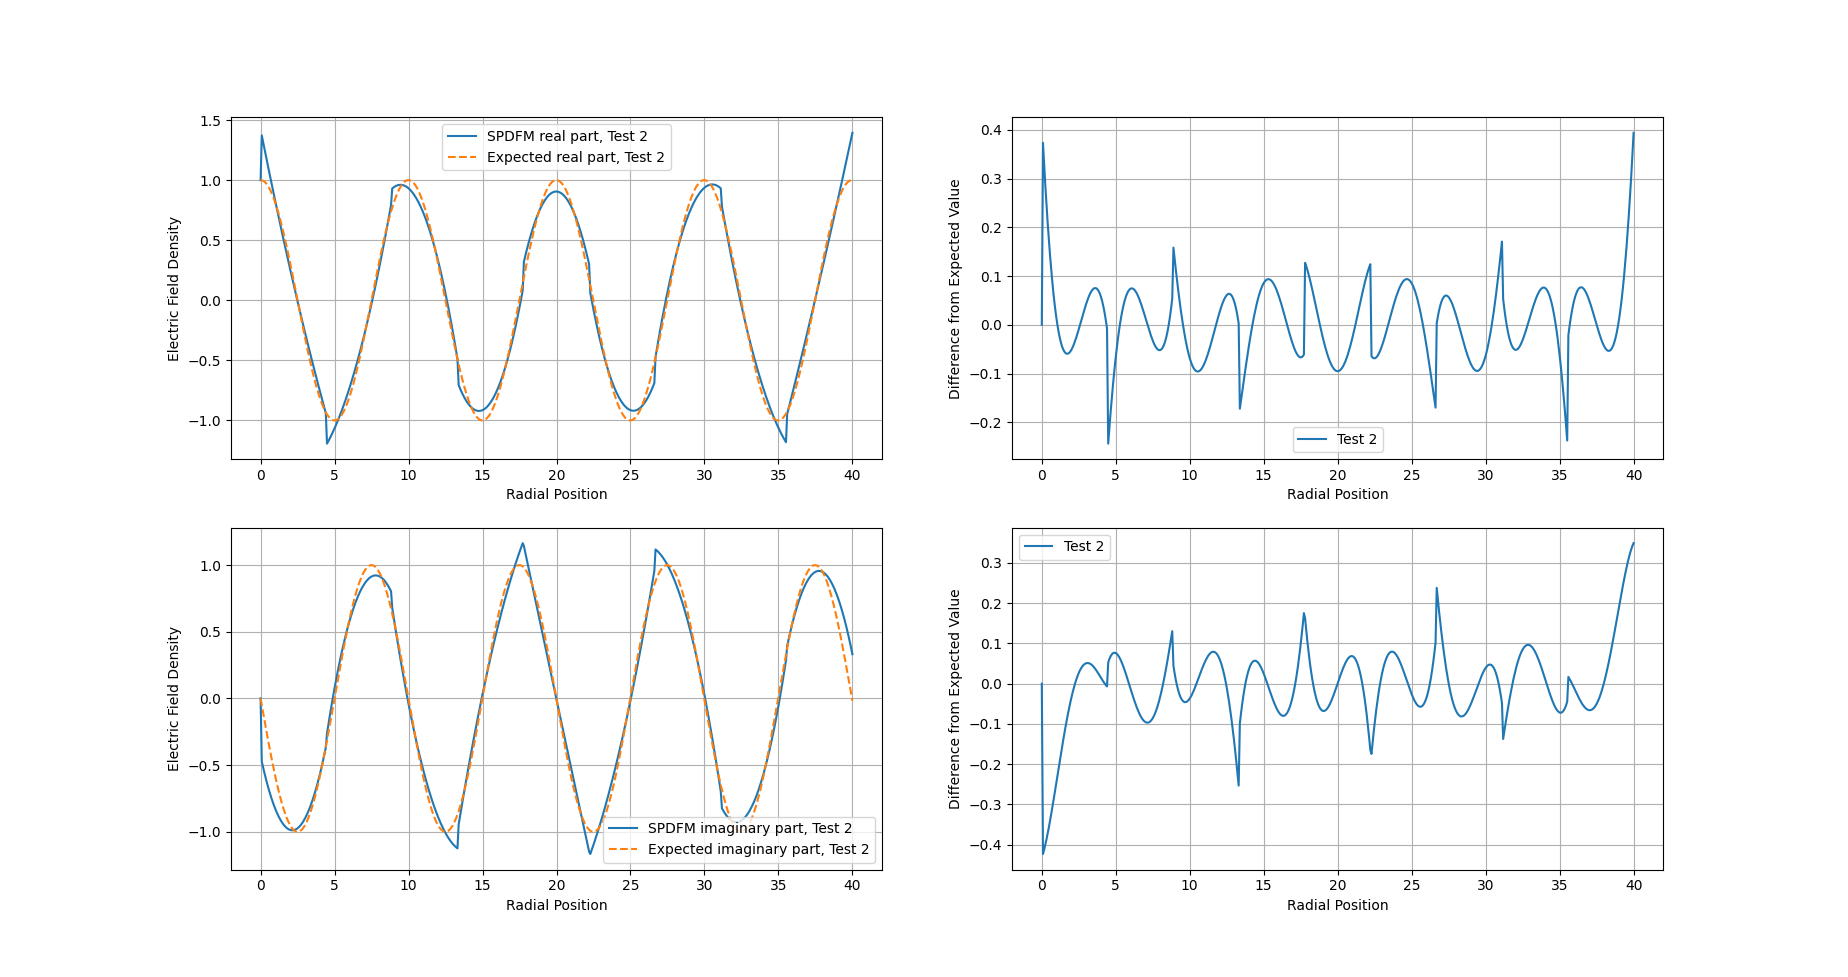 1.5
1.0
0.5
0.0
−0.5
−1.0
Electric Field Density
SPDFM real part, Test 2
Expected real part, Test 2
0 5 10 15 20 25 30 35 40
Radial Position
0.4
0.3
0.2
0.1
0.0
−0.1
−0.2
Difference from Expected Value
Test 2
0 5 10 15 20 25 30 35 40
Radial Position
1.0
0.5
0.0
−0.5
−1.0
Electric Field Density
SPDFM imaginary part, Test 2
Expected imaginary part, Test 2
0 5 10 15 20 25 30 35 40
Radial Position
Test 2
0.3
0.2
0.1
0.0
−0.1
−0.2
−0.3
−0.4
Difference from Expected Value
0 5 10 15 20 25 30 35 40
Radial Position